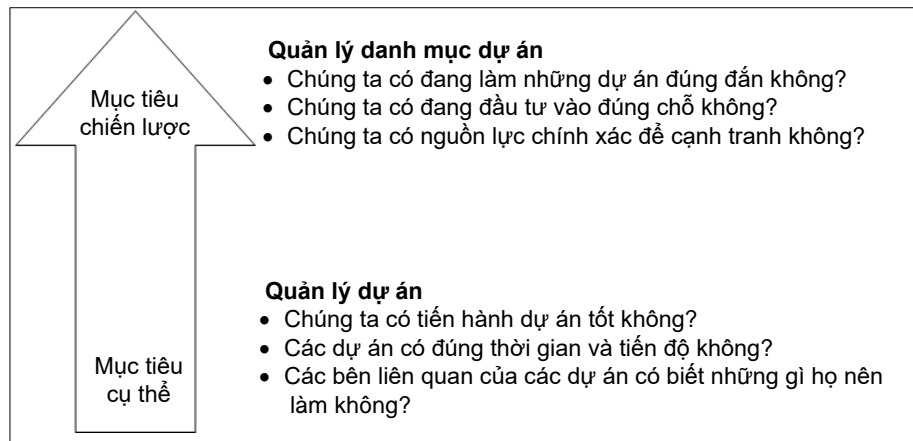 Quản lý danh mục dự án
• Chúng ta có đang làm những dự án đúng đắn không?
• Chúng ta có đang đầu tư vào đúng chỗ không?
• Chúng ta có nguồn lực chính xác để cạnh tranh không?
Mục tiêu
chiến lược
Quản lý dự án
• Chúng ta có tiến hành dự án tốt không?
• Các dự án có đúng thời gian và tiến độ không?
• Các bên liên quan của các dự án có biết những gì họ nên
làm không?
Mục tiêu
cụ thể